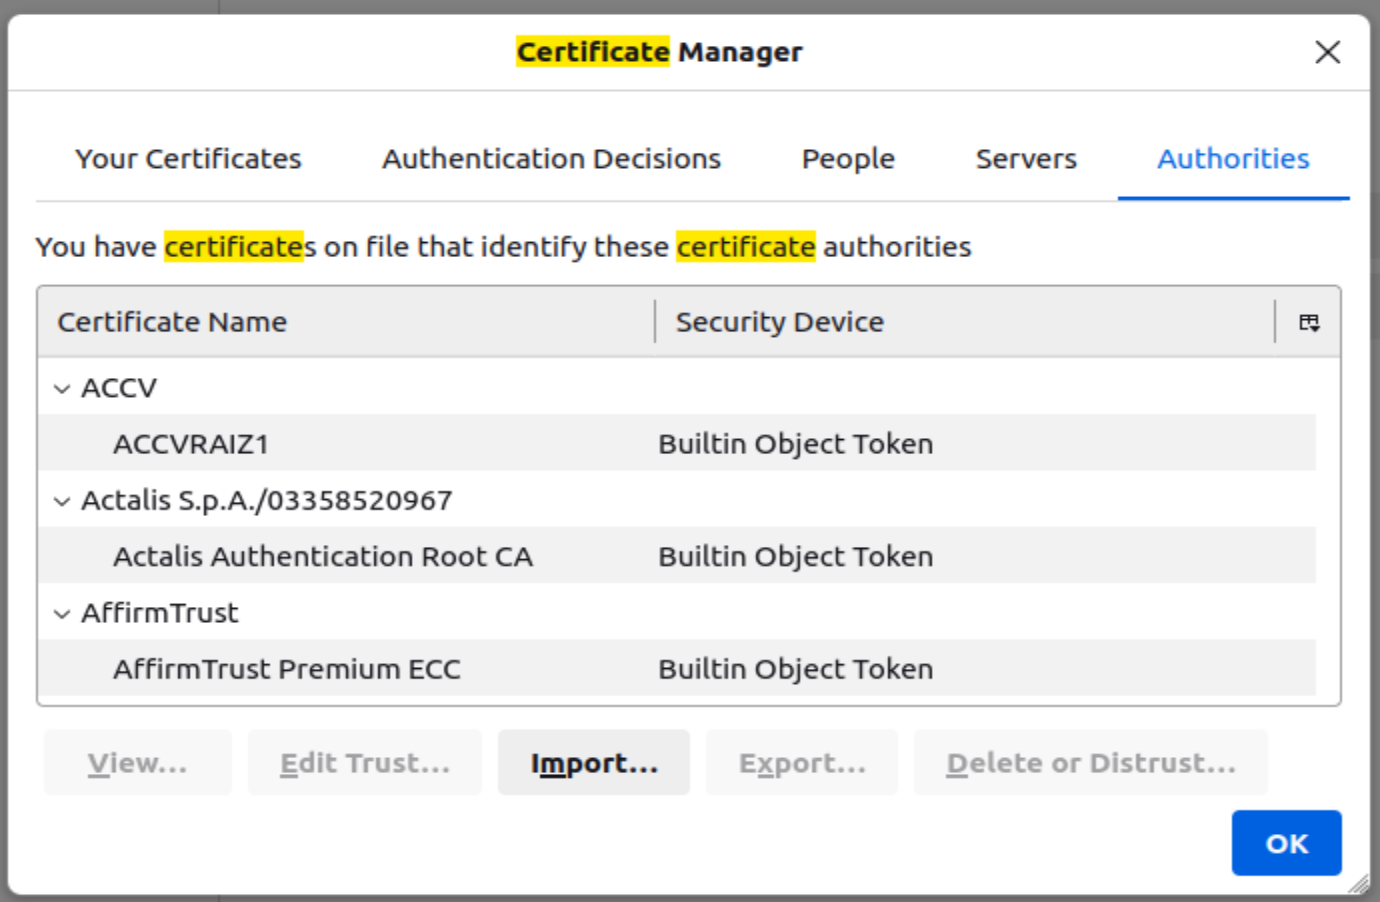 Certificate Manager
Your Certificates Authentication Decisions People Servers Authorities
You have certificates on file that identify these certificate authorities
Certificate Name Security Device
ACCV
ACCVRAIZ1 Builtin Object Token
Actalis S.p.A./03358520967
Actalis Authentication Root CA Builtin Object Token
AffirmTrust
AffirmTrust Premium ECC Builtin Object Token
View... Edit Trust... Import... Export... Delete or Distrust...
OK